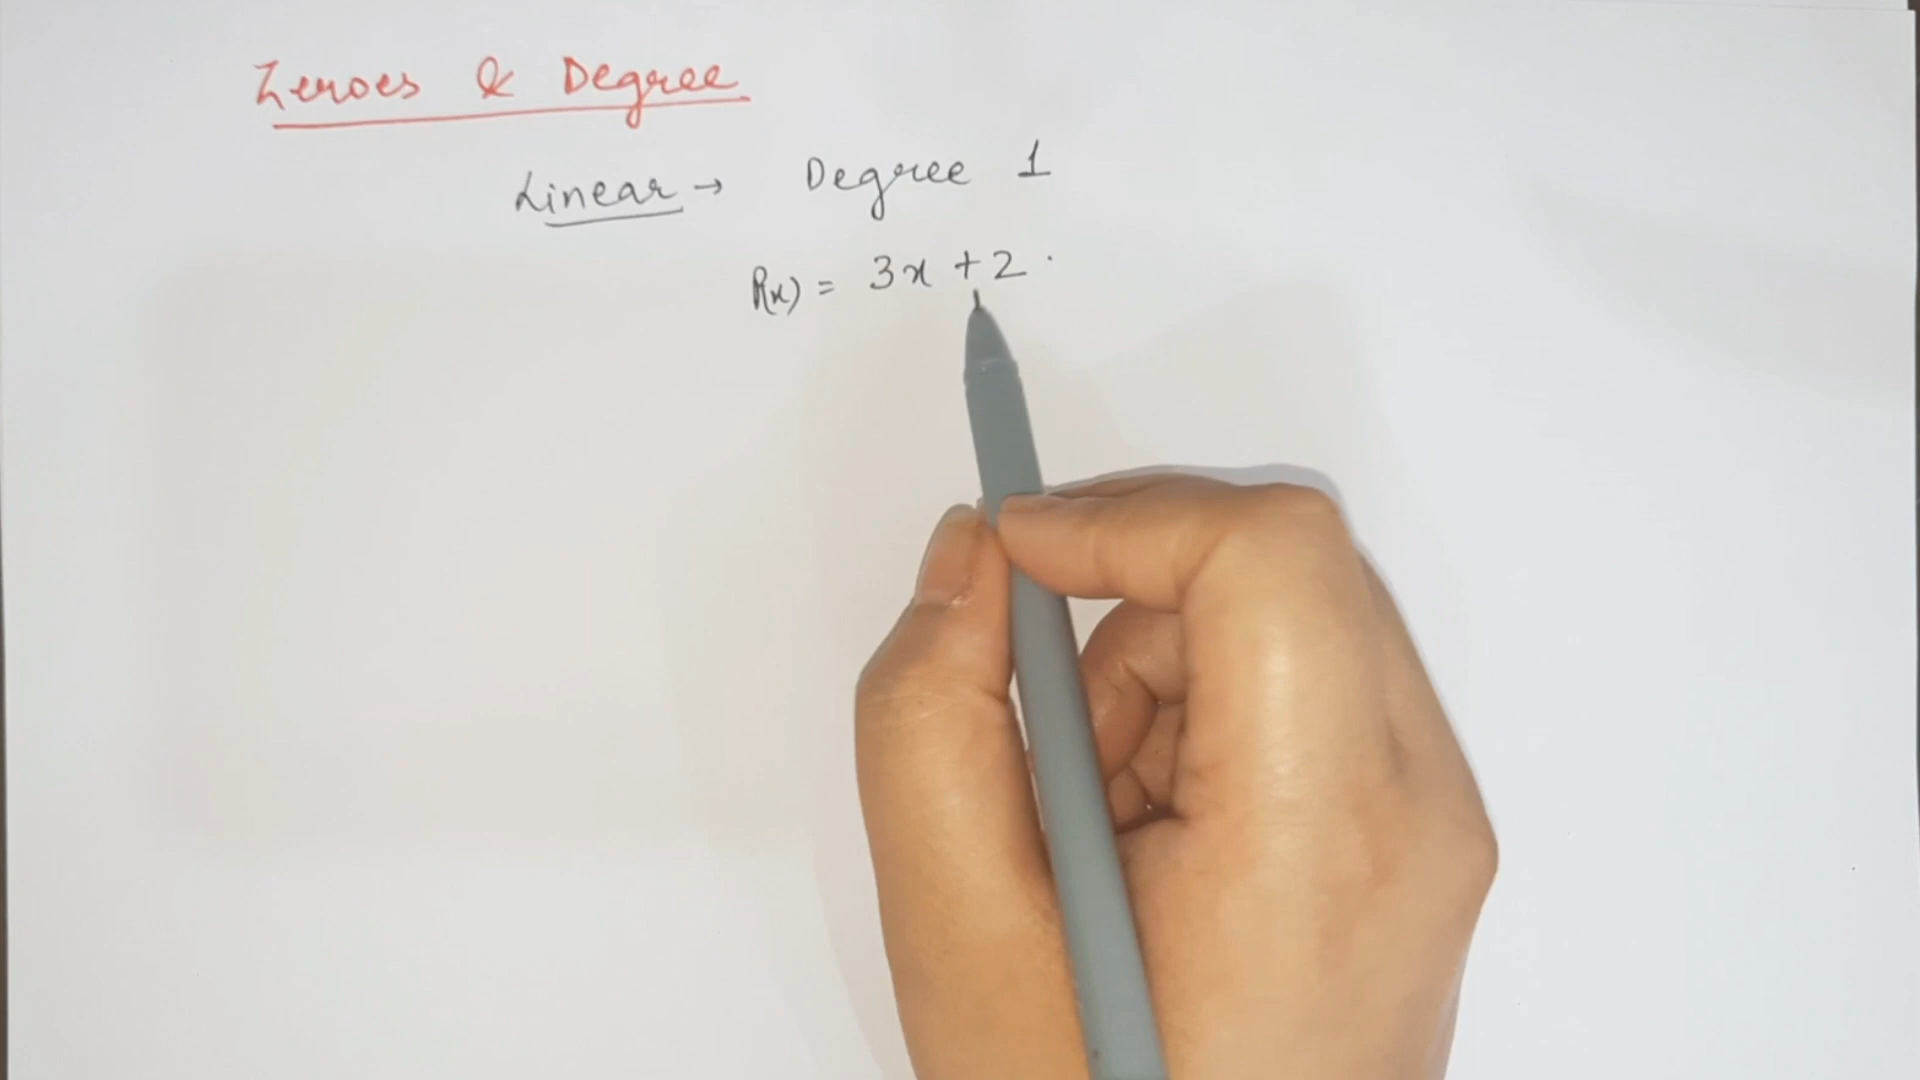 Zeroes & Degree
Linear → Degree 1
P(x) = 3x + 2 .